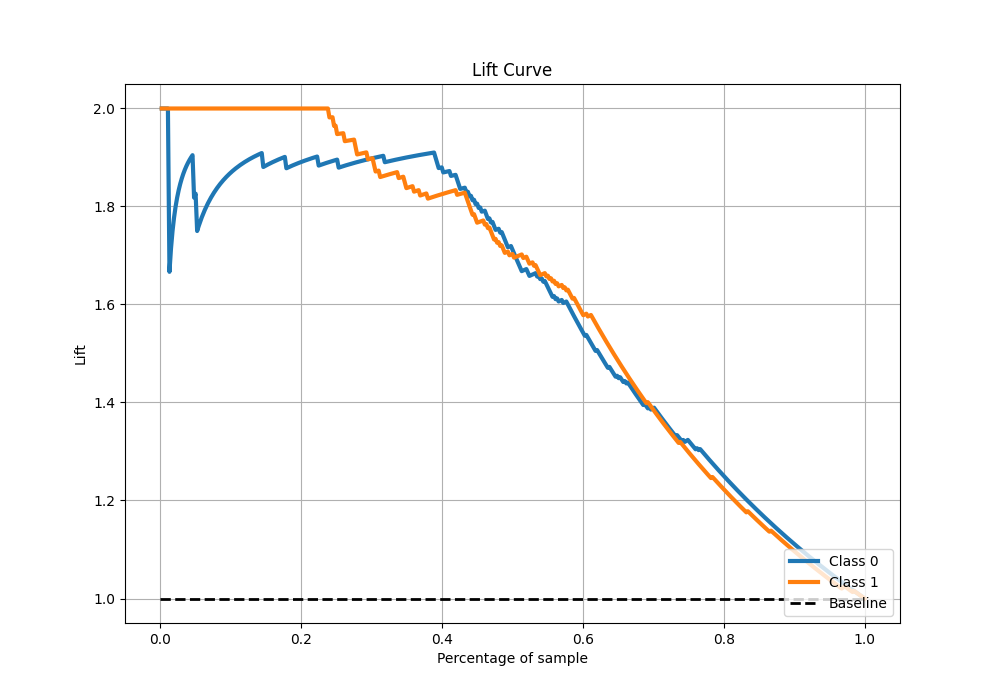 Lift Curve
Lift
2.0
1.8
1.6
1.4
1.2
1.0
0.0 0.2 0.4 0.6 0.8 1.0
Percentage of sample
Class 0
Class 1
Baseline